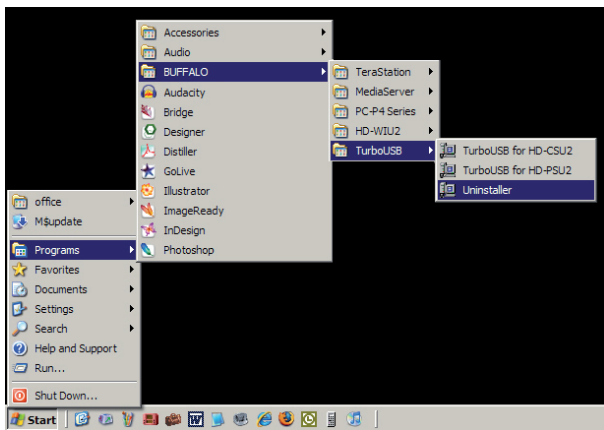 Accessories
Audio
BUFFALO
Audacity
Bridge
Designer
Distiller
GoLive
Illustrator
ImageReady
InDesign
Photoshop
TeraStation
MediaServer
PC-P4 Series
HD-WIU2
TurboUSB
TurboUSB for HD-CSU2
TurboUSB for HD-PSU2
Uninstaller
office
M$update
Programs
Favorites
Documents
Settings
Search
Help and Support
Run...
Shut Down...
Start